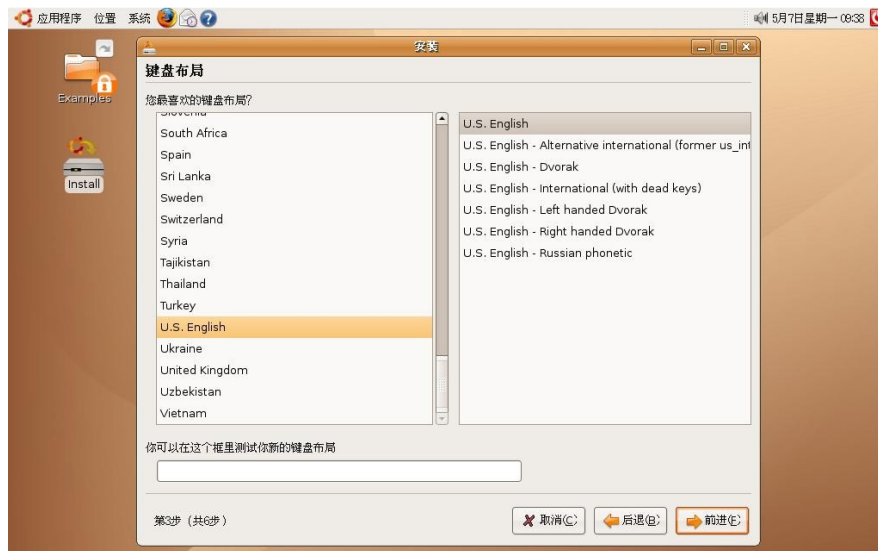 应用程序 位置 系统
5月7日星期一 09:38
Examples
Install
安装
键盘布局
您最喜欢的键盘布局?
Slovenia
South Africa
Spain
Sri Lanka
Sweden
Switzerland
Syria
Tajikistan
Thailand
Turkey
U.S. English
Ukraine
United Kingdom
Uzbekistan
Vietnam
U.S. English
U.S. English - Alternative international (former us_int
U.S. English - Dvorak
U.S. English - International (with dead keys)
U.S. English - Left handed Dvorak
U.S. English - Right handed Dvorak
U.S. English - Russian phonetic
你可以在这个框里测试你新的键盘布局
第3步 (共6步)
取消(C) 后退(B) 前进(F)